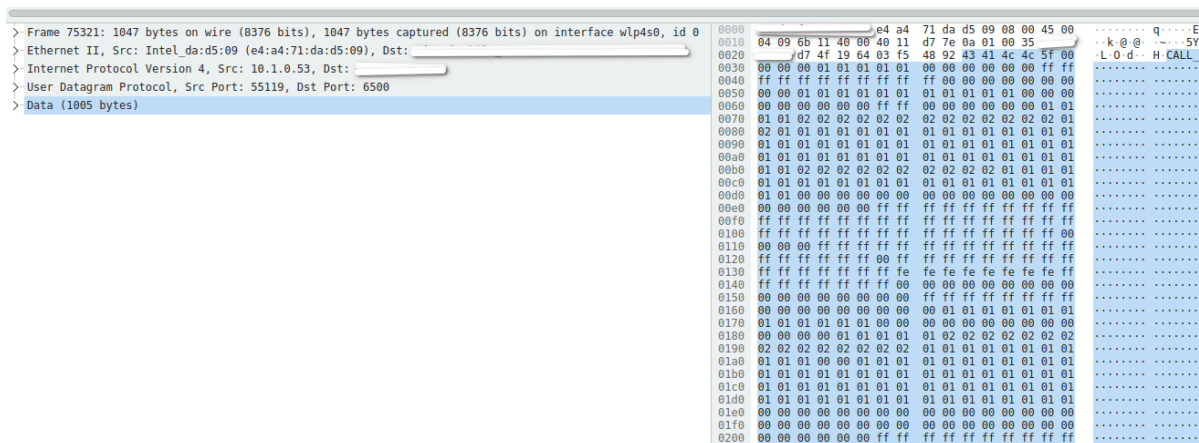 Frame 75321: 1047 bytes on wire (8376 bits), 1047 bytes captured (8376 bits) on interface wlp4s0, id 0
Ethernet II, Src: Intel_da:d5:09 (e4:a4:71:da:d5:09), Dst:
Internet Protocol Version 4, Src: 10.1.0.53, Dst:
User Datagram Protocol, Src Port: 55119, Dst Port: 6500
Data (1005 bytes)
0000 e4 a4 71 da d5 09 08 00 45 00 ········ q·····E·
0010 04 09 6b 11 40 00 40 11 d7 7e 0a 01 00 35 ··k·@·@· ·~···5Y
0020 d7 4f 19 64 03 f5 48 92 43 41 4c 4c 5f 00 ·L·O·d·· H·CALL_·
0030 00 00 00 01 01 01 01 01 00 00 00 00 00 00 ff ff ········ ········
0040 ff ff ff ff ff ff ff ff ff 00 00 00 00 00 00 00 ········ ········
0050 00 00 01 01 01 01 01 01 01 01 01 01 00 00 00 00 ········ ········
0060 00 00 00 00 00 00 ff ff 00 00 00 00 00 00 01 01 ········ ········
0070 01 01 02 02 02 02 02 02 02 02 02 02 02 02 02 01 ········ ········
0080 02 01 01 01 01 01 01 01 01 01 01 01 01 01 01 01 ········ ········
0090 01 01 01 01 01 01 01 01 01 01 01 01 01 01 01 01 ········ ········
00a0 01 01 01 01 01 01 01 01 01 01 01 01 01 01 01 01 ········ ········
00b0 01 01 02 02 02 02 02 02 02 02 02 02 01 01 01 01 ········ ········
00c0 01 01 01 01 01 01 01 01 01 01 01 01 01 01 01 01 ········ ········
00d0 01 01 00 00 00 00 00 00 00 00 00 00 00 00 00 00 ········ ········
00e0 00 00 00 00 00 00 ff ff ff ff ff ff ff ff ff ff ········ ········
00f0 ff ff ff ff ff ff ff ff ff ff ff ff ff ff ff ff ········ ········
0100 ff ff ff ff ff ff ff ff ff ff ff ff ff ff ff 00 ········ ········
0110 00 00 00 ff ff ff ff ff ff ff ff ff ff ff ff ff ········ ········
0120 ff ff ff ff ff ff 00 ff ff ff ff ff ff ff ff ff ········ ········
0130 ff ff ff ff ff ff ff fe fe fe fe fe fe fe fe ff ········ ········
0140 ff ff ff ff ff ff ff 00 00 00 00 00 00 00 00 00 ········ ········
0150 00 00 00 00 00 00 00 00 ff ff ff ff ff ff ff ff ········ ········
0160 00 00 00 00 00 00 00 00 00 01 01 01 01 01 01 01 ········ ········
0170 01 01 01 01 01 01 00 00 00 00 00 00 00 00 00 00 ········ ········
0180 00 00 00 00 01 01 01 01 01 02 02 02 02 02 02 02 ········ ········
0190 02 02 02 02 02 02 02 02 01 01 01 01 01 01 01 01 ········ ········
01a0 01 01 00 00 01 01 01 01 01 01 01 01 01 01 01 01 ········ ········
01b0 01 01 01 01 01 01 01 01 01 01 01 01 01 01 01 01 ········ ········
01c0 01 01 01 01 01 01 01 01 01 01 01 01 01 01 01 01 ········ ········
01d0 01 01 01 01 01 01 01 01 01 01 01 01 01 01 01 01 ········ ········
01e0 00 00 00 00 00 00 00 00 00 00 00 00 00 00 00 00 ········ ········
01f0 00 00 00 00 00 00 00 00 00 00 00 00 00 00 00 00 ········ ········
0200 00 00 00 00 00 00 ff ff ff ff ff ff ff ff ff ff ········ ········